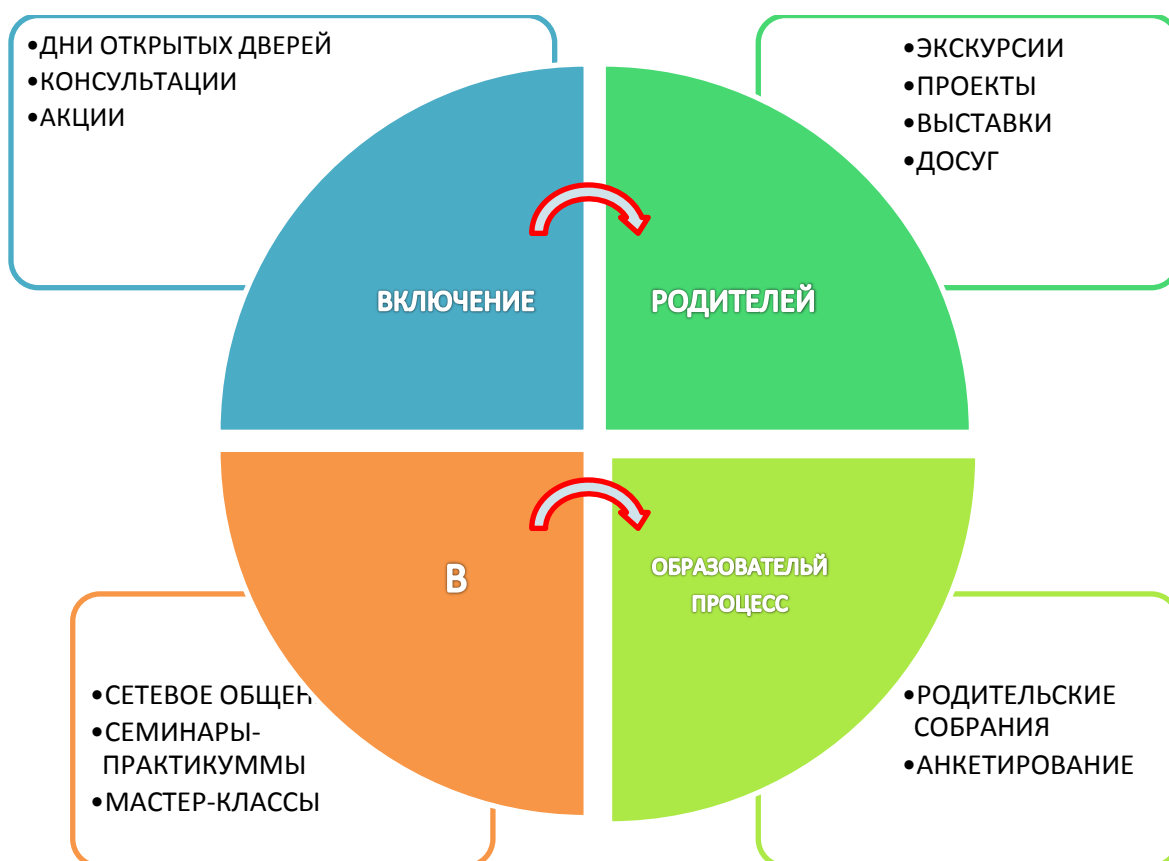 •ДНИ ОТКРЫТЫХ ДВЕРЕЙ
•КОНСУЛЬТАЦИИ
•АКЦИИ
•ЭКСКУРСИИ
•ПРОЕКТЫ
•ВЫСТАВКИ
•ДОСУГ
ВКЛЮЧЕНИЕ
РОДИТЕЛЕЙ
В
ОБРАЗОВАТЕЛЬЙ
ПРОЦЕСС
•СЕТЕВОЕ
•СЕМИНАРЫ-
ПРАКТИКУММЫ
•МАСТЕР-КЛАССЫ
•РОДИТЕЛЬСКИЕ
СОБРАНИЯ
•АНКЕТИРОВАНИЕ